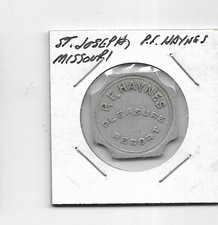 ST. JOSEPH, P.F. HAYNES
MISSOURI
P.F. HAYNES
PLEASURE
RESORT